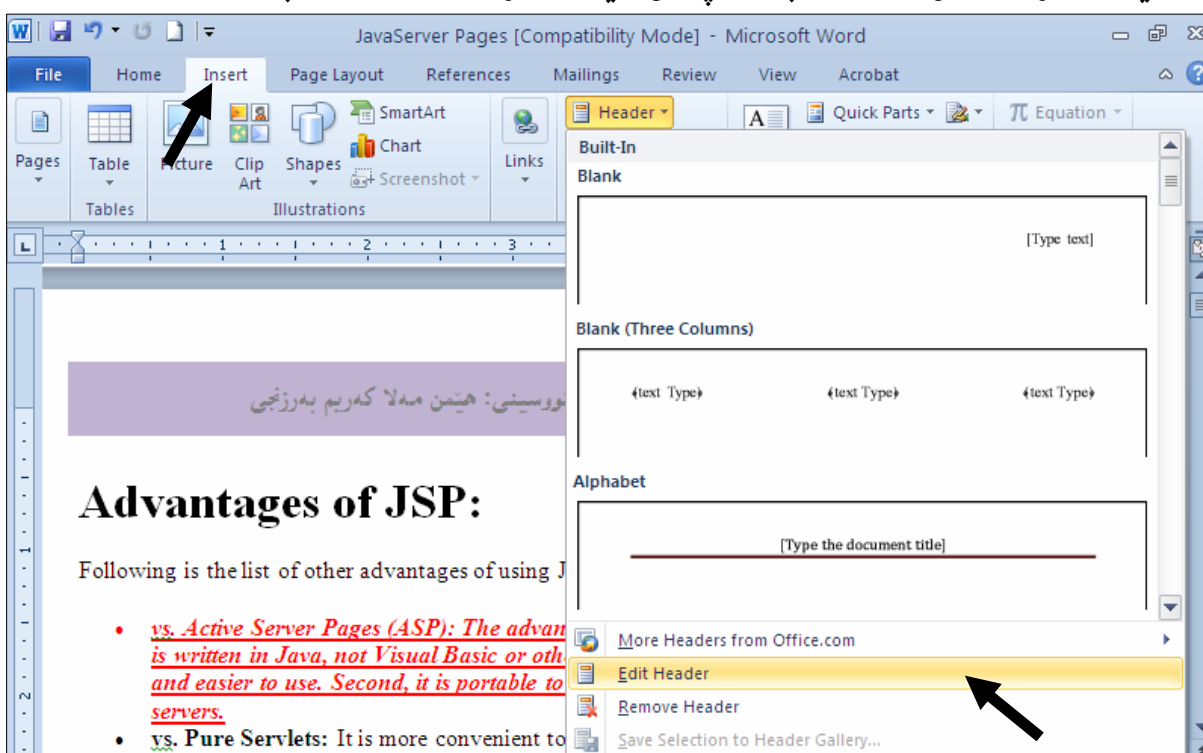 JavaServer Pages [Compatibility Mode] - Microsoft Word
File Home Insert Page Layout References Mailings Review View Acrobat
Pages
Table
Tables
Picture
Clip Art
Shapes
SmartArt
Chart
Screenshot
Illustrations
Links
Header
Quick Parts
Equation
Built-In
Blank
[Type text]
Blank (Three Columns)
text Type
text Type
text Type
Alphabet
[Type the document title]
More Headers from Office.com
Edit Header
Remove Header
Save Selection to Header Gallery...
1 2 3
نووسینی: هێمن مەلا کەریم بەرزنجی
Advantages of JSP:
Following is the list of other advantages of using J
vs. Active Server Pages (ASP): The advan
is written in Java, not Visual Basic or oth
and easier to use. Second, it is portable to
servers.
vs. Pure Servlets: It is more convenient to